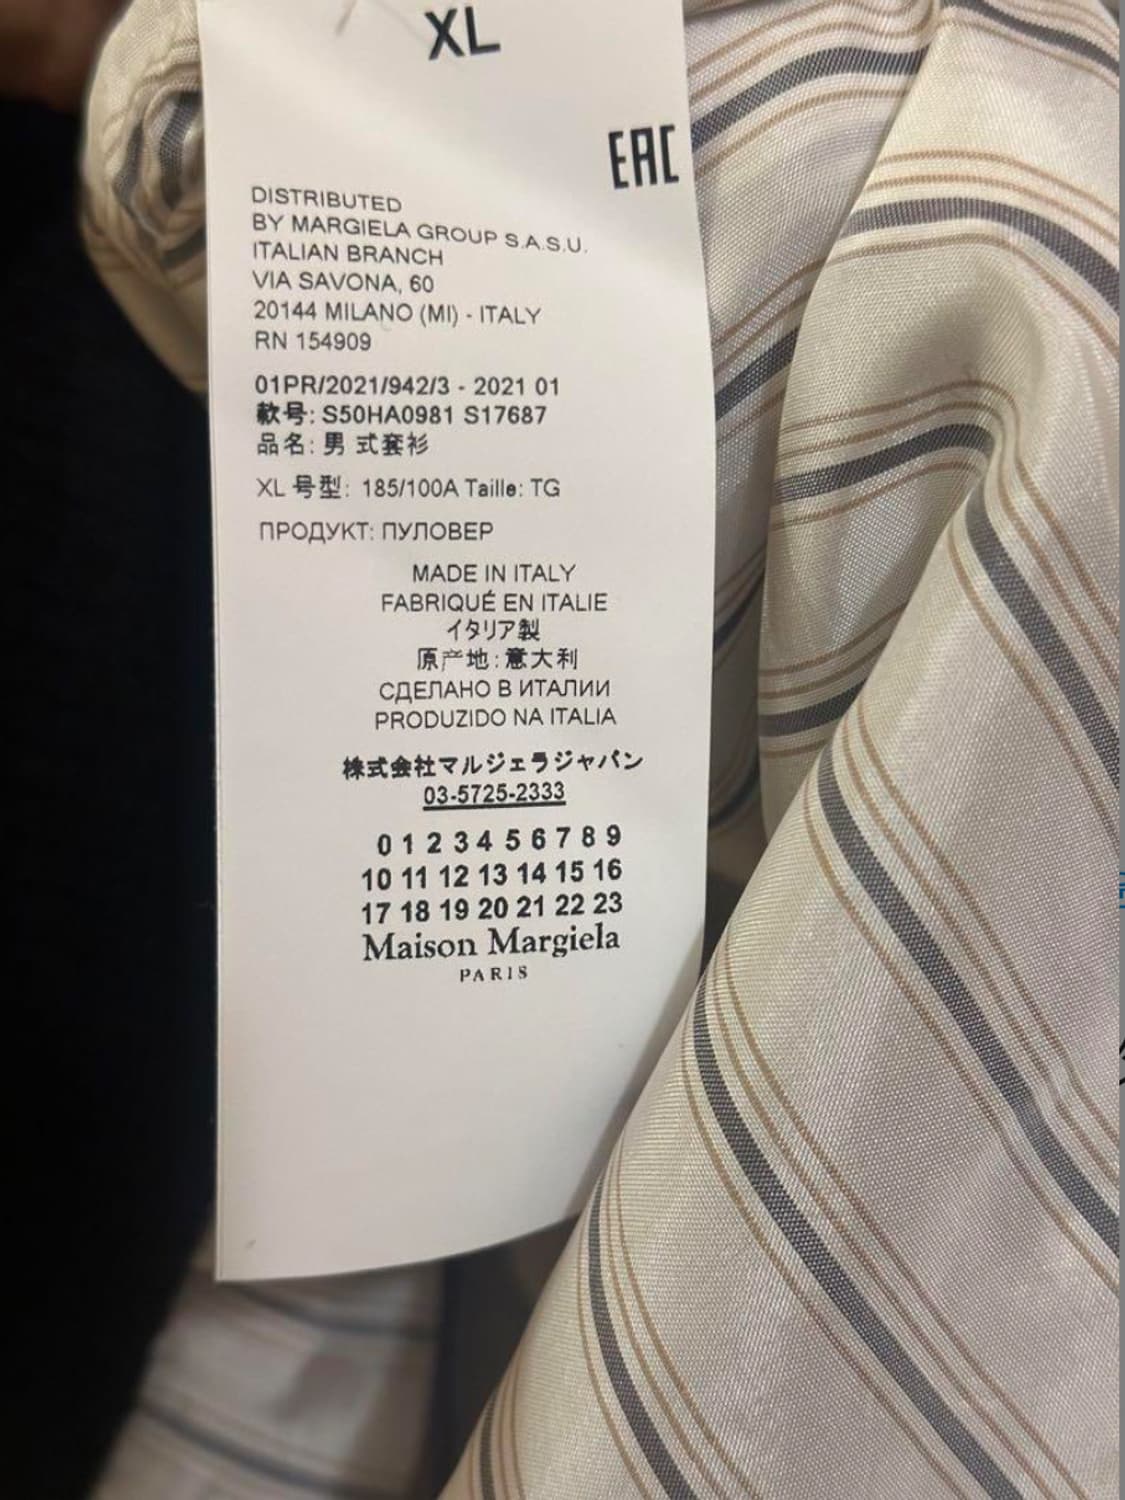 XL
EAC
DISTRIBUTED
BY MARGIELA GROUP S.A.S.U.
ITALIAN BRANCH
VIA SAVONA, 60
20144 MILANO (MI) - ITALY
RN 154909
01PR/2021/942/3 - 2021 01
款号: S50HA0981 S17687
品名: 男 式套衫
XL 号型: 185/100A Taille: TG
ПРОДУКТ: ПУЛОВЕР
MADE IN ITALY
FABRIQUÉ EN ITALIE
イタリア製
原产地: 意大利
СДЕЛАНО В ИТАЛИИ
PRODUZIDO NA ITALIA
株式会社マルジェラジャパン
03-5725-2333
0 1 2 3 4 5 6 7 8 9
10 11 12 13 14 15 16
17 18 19 20 21 22 23
Maison Margiela
PARIS